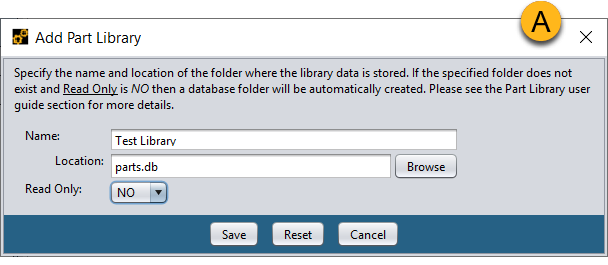 A
Add Part Library
Specify the name and location of the folder where the library data is stored. If the specified folder does not
exist and Read Only is NO then a database folder will be automatically created. Please see the Part Library user
guide section for more details.
Name: Test Library
Location: parts.db Browse
Read Only: NO
Save Reset Cancel